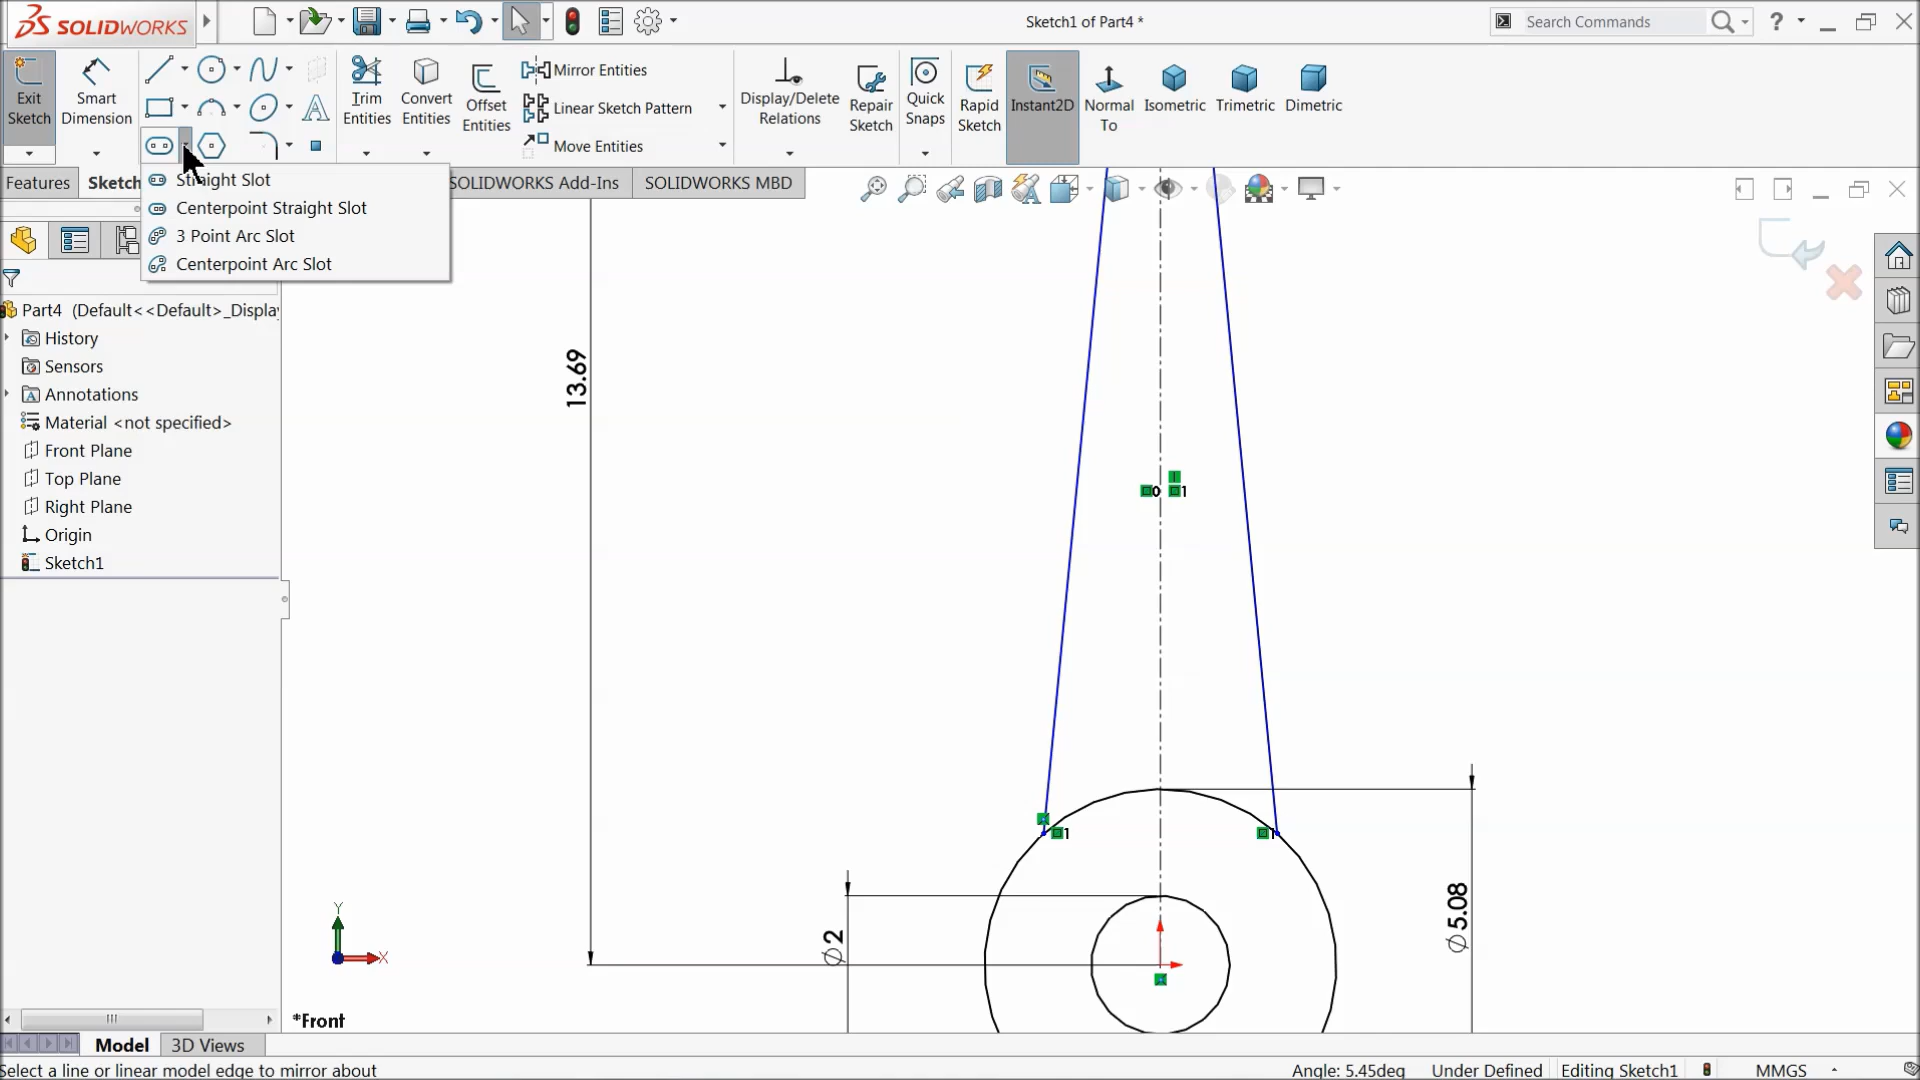 SOLIDWORKS
Sketch1 of Part4 *
Search Commands
?
Exit Sketch
Smart Dimension
Trim Entities
Convert Entities
Offset Entities
Mirror Entities
Linear Sketch Pattern
Move Entities
Display/Delete Relations
Repair Sketch
Quick Snaps
Rapid Sketch
Instant2D
Normal To
Isometric
Trimetric
Dimetric
Features
Sketch
SOLIDWORKS Add-Ins
SOLIDWORKS MBD
Straight Slot
Centerpoint Straight Slot
3 Point Arc Slot
Centerpoint Arc Slot
Part4 (Default<<Default>_Displa
History
Sensors
Annotations
Material <not specified>
Front Plane
Top Plane
Right Plane
Origin
Sketch1
13.69
0 1
1
1
∅2
∅5.08
Y
X
*Front
Model
3D Views
Select a line or linear model edge to mirror about
Angle: 5.45deg
Under Defined
Editing Sketch1
MMGS